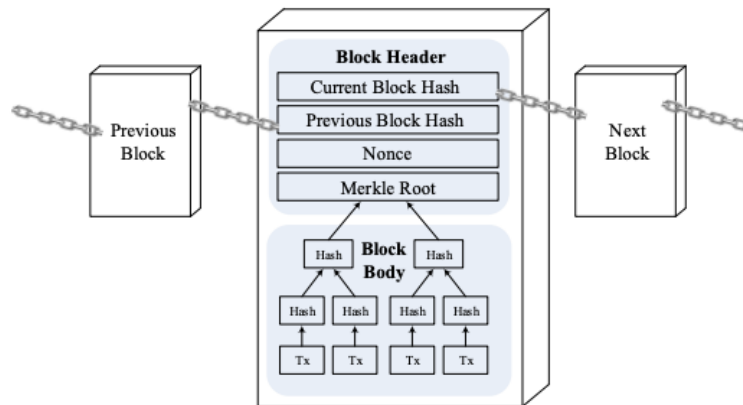 Block Header
Current Block Hash
Previous Block Hash
Nonce
Merkle Root
Previous
Block
Next
Block
Hash
Block
Body
Hash
Hash
Hash
Hash
Hash
Tx
Tx
Tx
Tx